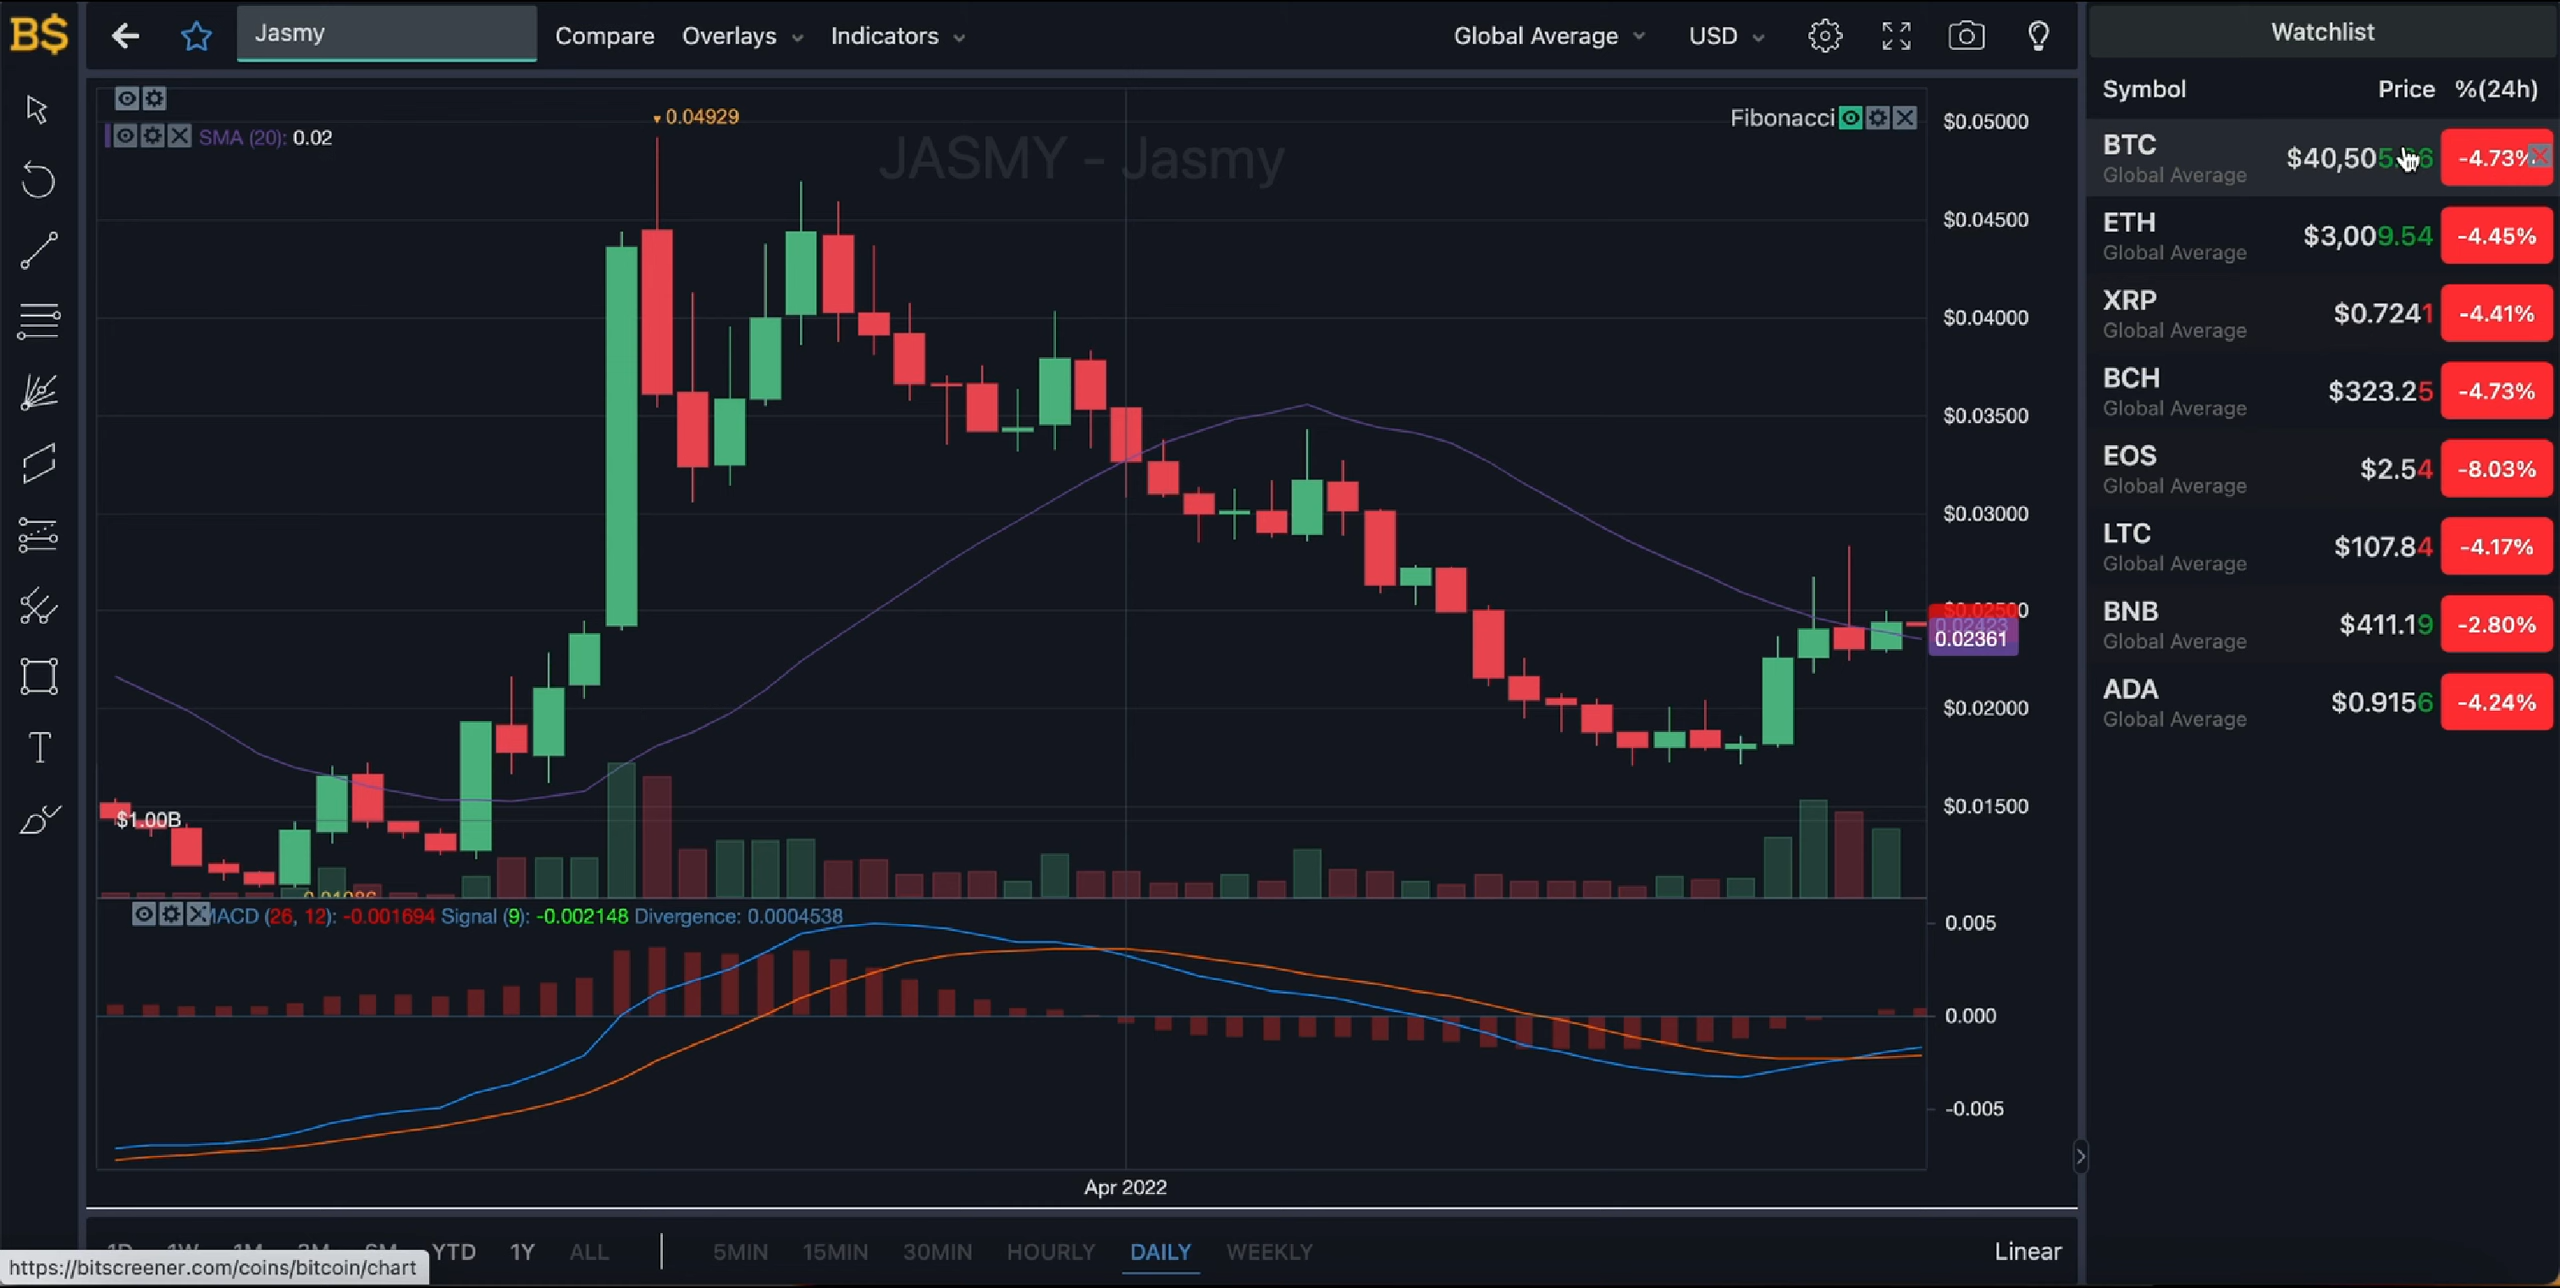 B$
Jasmy
Compare
Overlays
Indicators
Global Average
USD
Watchlist
Symbol
Price
%(24h)
SMA (20): 0.02
0.04929
JASMY - Jasmy
Fibonacci
$0.05000
$0.04500
$0.04000
$0.03500
$0.03000
$0.02500
0.02423
0.02361
$0.02000
$0.01500
$1.00B
BTC
Global Average
-4.73%
ETH
Global Average
$3,009.54
-4.45%
XRP
Global Average
$0.7241
-4.41%
BCH
Global Average
$323.25
-4.73%
EOS
Global Average
$2.54
-8.03%
LTC
Global Average
$107.84
-4.17%
BNB
Global Average
$411.19
-2.80%
ADA
Global Average
$0.9156
-4.24%
MACD (26, 12): -0.001694 Signal (9): -0.002148 Divergence: 0.0004538
0.005
0.000
-0.005
Apr 2022
YTD
1Y
ALL
5MIN
15MIN
30MIN
HOURLY
DAILY
WEEKLY
Linear
https://bitscreener.com/coins/bitcoin/chart